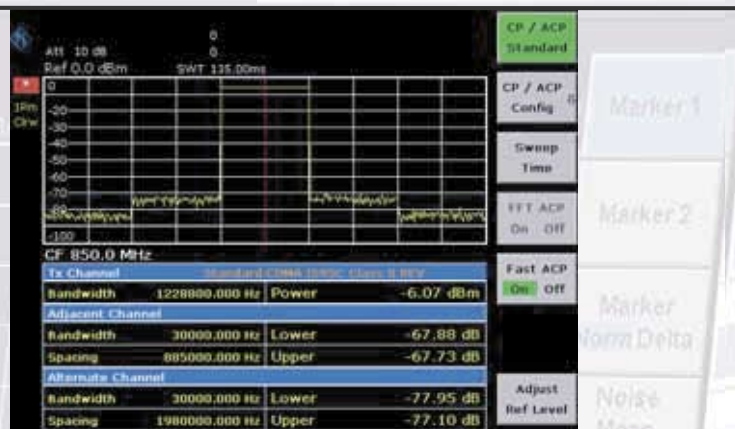 Att 10 dB
Ref 0.0 dBm
SWT 135.00ms
0
0
CP / ACP
Standard
1Rm
Clrw
0
-20
-30
-40
-50
-60
-70
-80
-100
CP / ACP
Config
Sweep
Time
FFT ACP
On Off
Fast ACP
On Off
Adjust
Ref Level
CF 850.0 MHz
Tx Channel Standard CDMA IS95C Class 0 REV
Bandwidth 1228800.000 Hz Power -6.07 dBm
Adjacent Channel
Bandwidth 30000.000 Hz Lower -67.88 dB
Spacing 885000.000 Hz Upper -67.73 dB
Alternate Channel
Bandwidth 30000.000 Hz Lower -77.95 dB
Spacing 1980000.000 Hz Upper -77.10 dB
Marker 1
Marker 2
Marker
Norm Delta
Noise